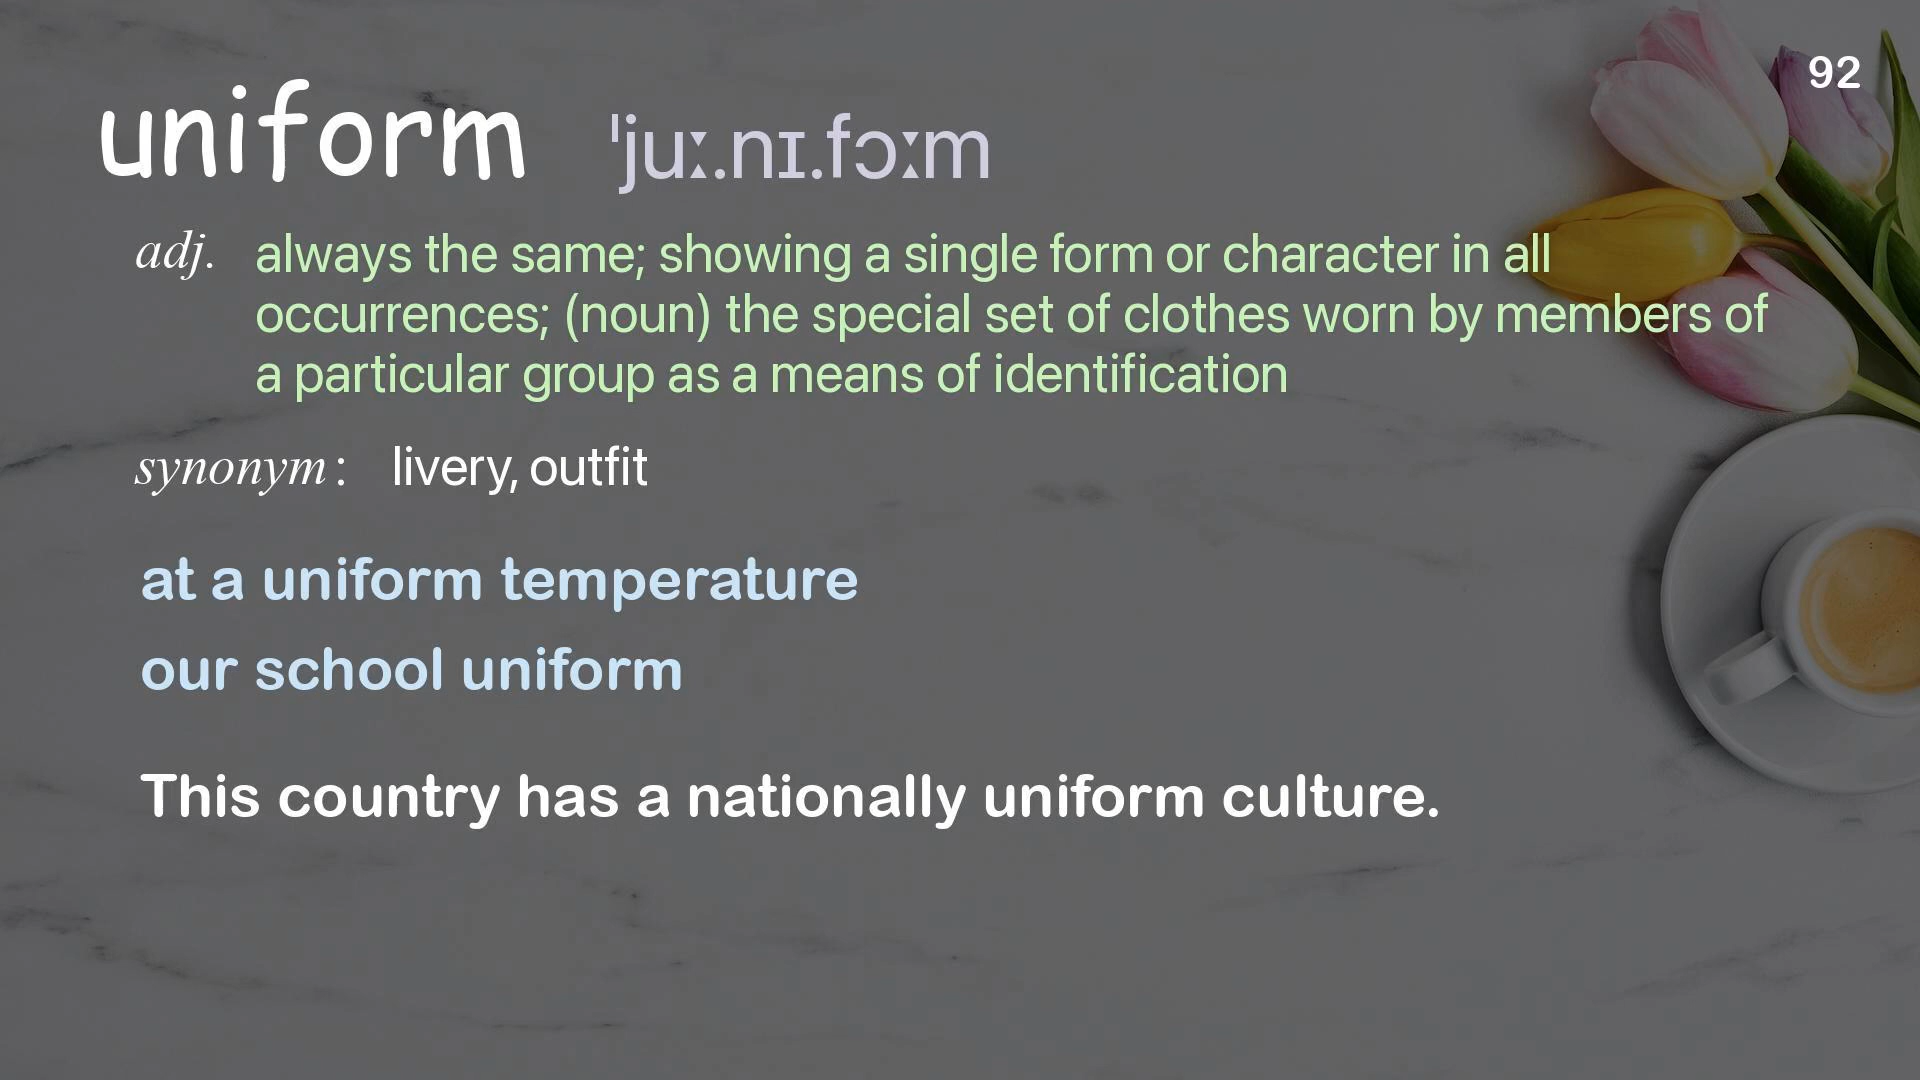 92
uniform ˈjuː.nɪ.fɔːm
adj. always the same; showing a single form or character in all
occurrences; (noun) the special set of clothes worn by members of
a particular group as a means of identification
synonym: livery, outfit
at a uniform temperature
our school uniform
This country has a nationally uniform culture.